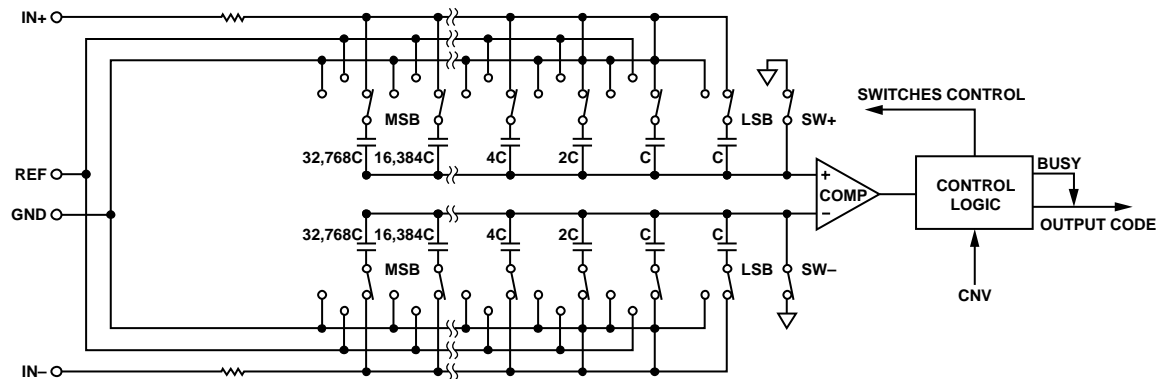 IN+
MSB
LSB
SW+
32,768C 16,384C 4C 2C C C
SWITCHES CONTROL
BUSY
REF
+
COMP
−
CONTROL
LOGIC
GND
OUTPUT CODE
32,768C 16,384C 4C 2C C C
MSB
LSB
SW–
CNV
IN–